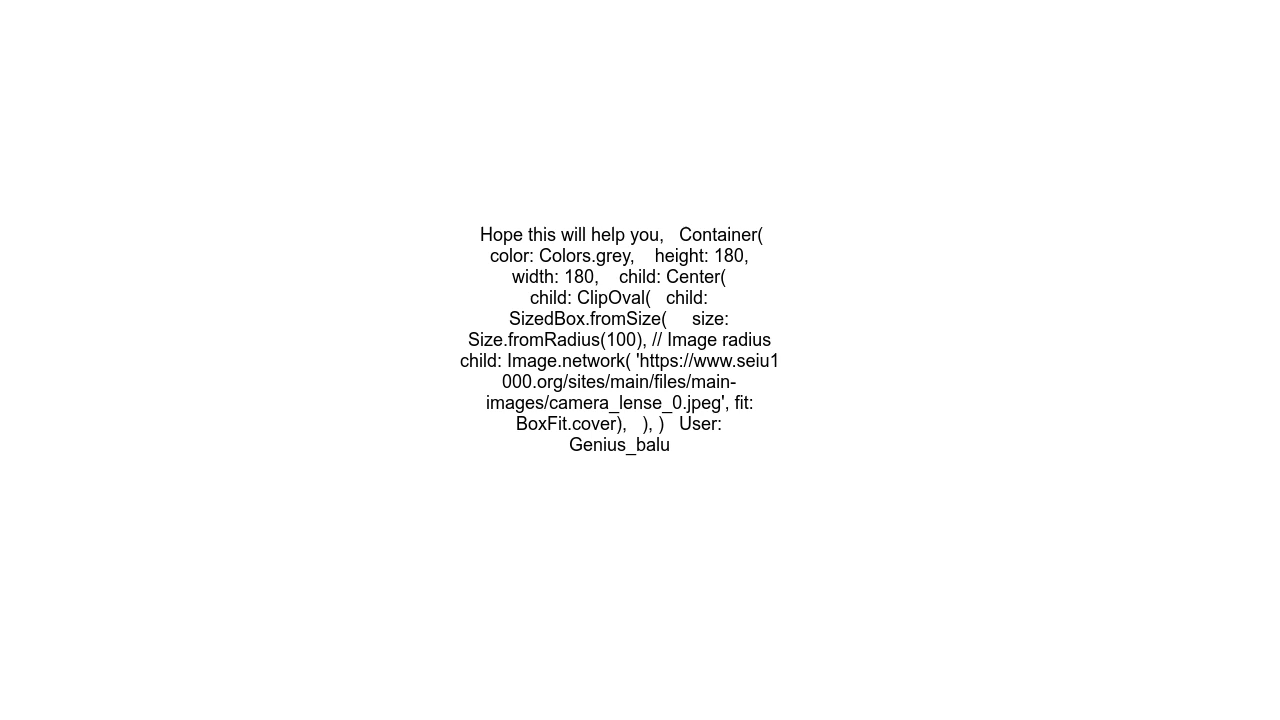 Hope this will help you,   Container(
color: Colors.grey,    height: 180,
width: 180,    child: Center(
child: ClipOval(   child:
SizedBox.fromSize(     size:
Size.fromRadius(100), // Image radius
child: Image.network( 'https://www.seiu1
000.org/sites/main/files/main-
images/camera_lense_0.jpeg', fit:
BoxFit.cover),   ), )   User:
Genius_balu